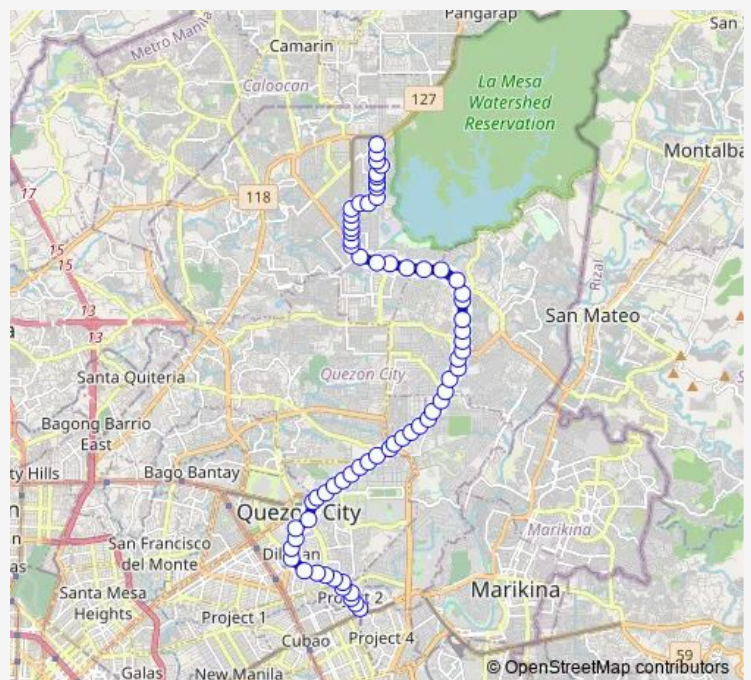 Pangarap
San
Camarin
Metro Manila
Caloocan
127
La Mesa
Watershed
Reservation
Montalba
17
118
15
15
Rizal
13
San Mateo
13
Santa Quiteria
Quezon City
Bagong Barrio
East
ty Hills
Bago Bantay
Quezon City
Marikina
San Francisco
del Monte
Diliman
as
Santa Mesa
Heights
Project 2
Marikina
Project 1
Cubao
Project 4
59
Galas
New Manila
© OpenStreetMap contributors